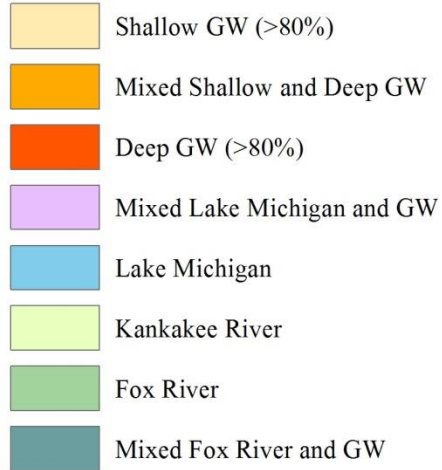 Shallow GW (>80%)
Mixed Shallow and Deep GW
Deep GW (>80%)
Mixed Lake Michigan and GW
Lake Michigan
Kankakee River
Fox River
Mixed Fox River and GW